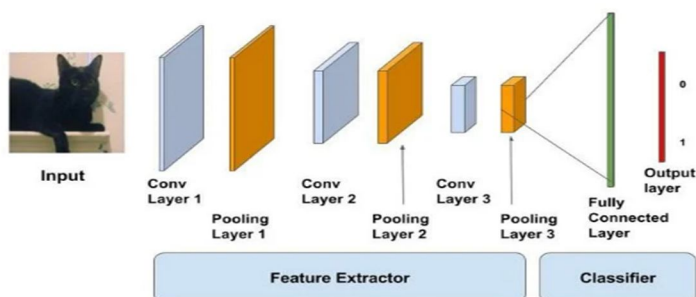 Input
Conv
Layer 1
Pooling
Layer 1
Conv
Layer 2
Pooling
Layer 2
Conv
Layer 3
Pooling
Layer 3
Fully
Connected
Layer
0
1
Output
layer
Feature Extractor
Classifier